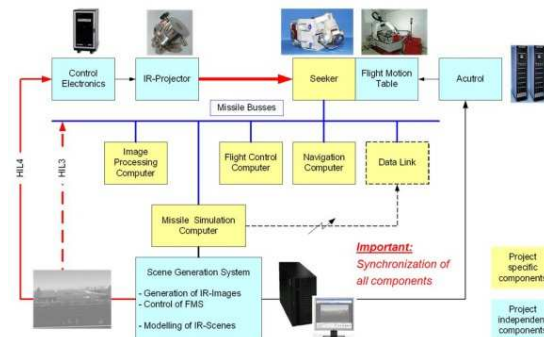 Control
Electronics
IR-Projector
Seeker
Flight Motion
Table
Acutrol
Missile Busses
HIL4
HIL3
Image
Processing
Computer
Flight Control
Computer
Navigation
Computer
Data Link
Missile Simulation
Computer
Important:
Synchronization of
all components
Scene Generation System
- Generation of IR-Images
- Control of FMS
- Modelling of IR-Scenes
Project
specific
components
Project
independent
components